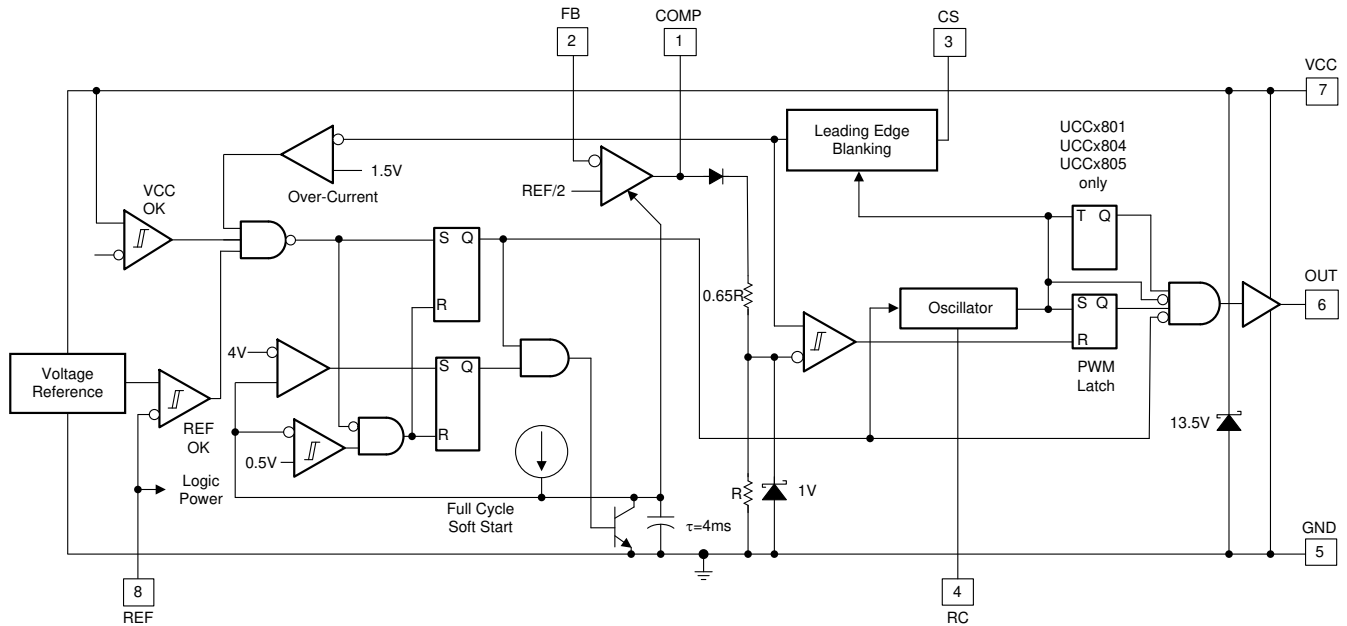 FB
COMP
CS
2
1
3
VCC
7
Leading Edge
Blanking
UCCx801
UCCx804
UCCx805
only
1.5V
Over-Current
REF/2
VCC
OK
T Q
S Q
R
0.65R
Oscillator
OUT
6
S Q
R
PWM
Latch
4V
S Q
R
Voltage
Reference
REF
OK
0.5V
13.5V
Logic
Power
Full Cycle
Soft Start
R
1V
τ=4ms
GND
5
8
REF
4
RC